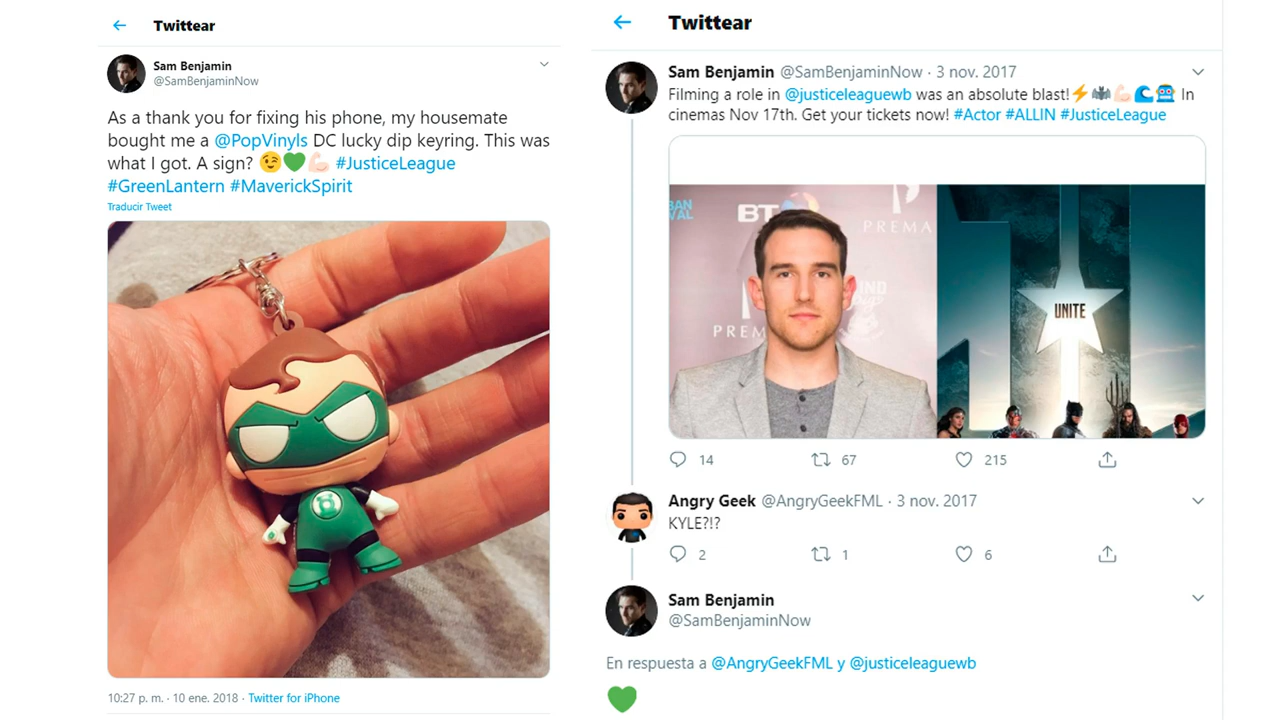 Twittear
Sam Benjamin
@SamBenjaminNow
As a thank you for fixing his phone, my housemate
bought me a @PopVinyls DC lucky dip keyring. This was
what I got. A sign? 😉💚💪🏻 #JusticeLeague
#GreenLantern #MaverickSpirit
Traducir Tweet
10:27 p. m. · 10 ene. 2018 · Twitter for iPhone
Twittear
Sam Benjamin @SamBenjaminNow · 3 nov. 2017
Filming a role in @justiceleaguewb was an absolute blast!⚡🦇💪🏻🌊🤖 In
cinemas Nov 17th. Get your tickets now! #Actor #ALLIN #JusticeLeague
BT
PREMA
PREM
UNITE
14 67 215
Angry Geek @AngryGeekFML · 3 nov. 2017
KYLE?!?
2 1 6
Sam Benjamin
@SamBenjaminNow
En respuesta a @AngryGeekFML y @justiceleaguewb
💚